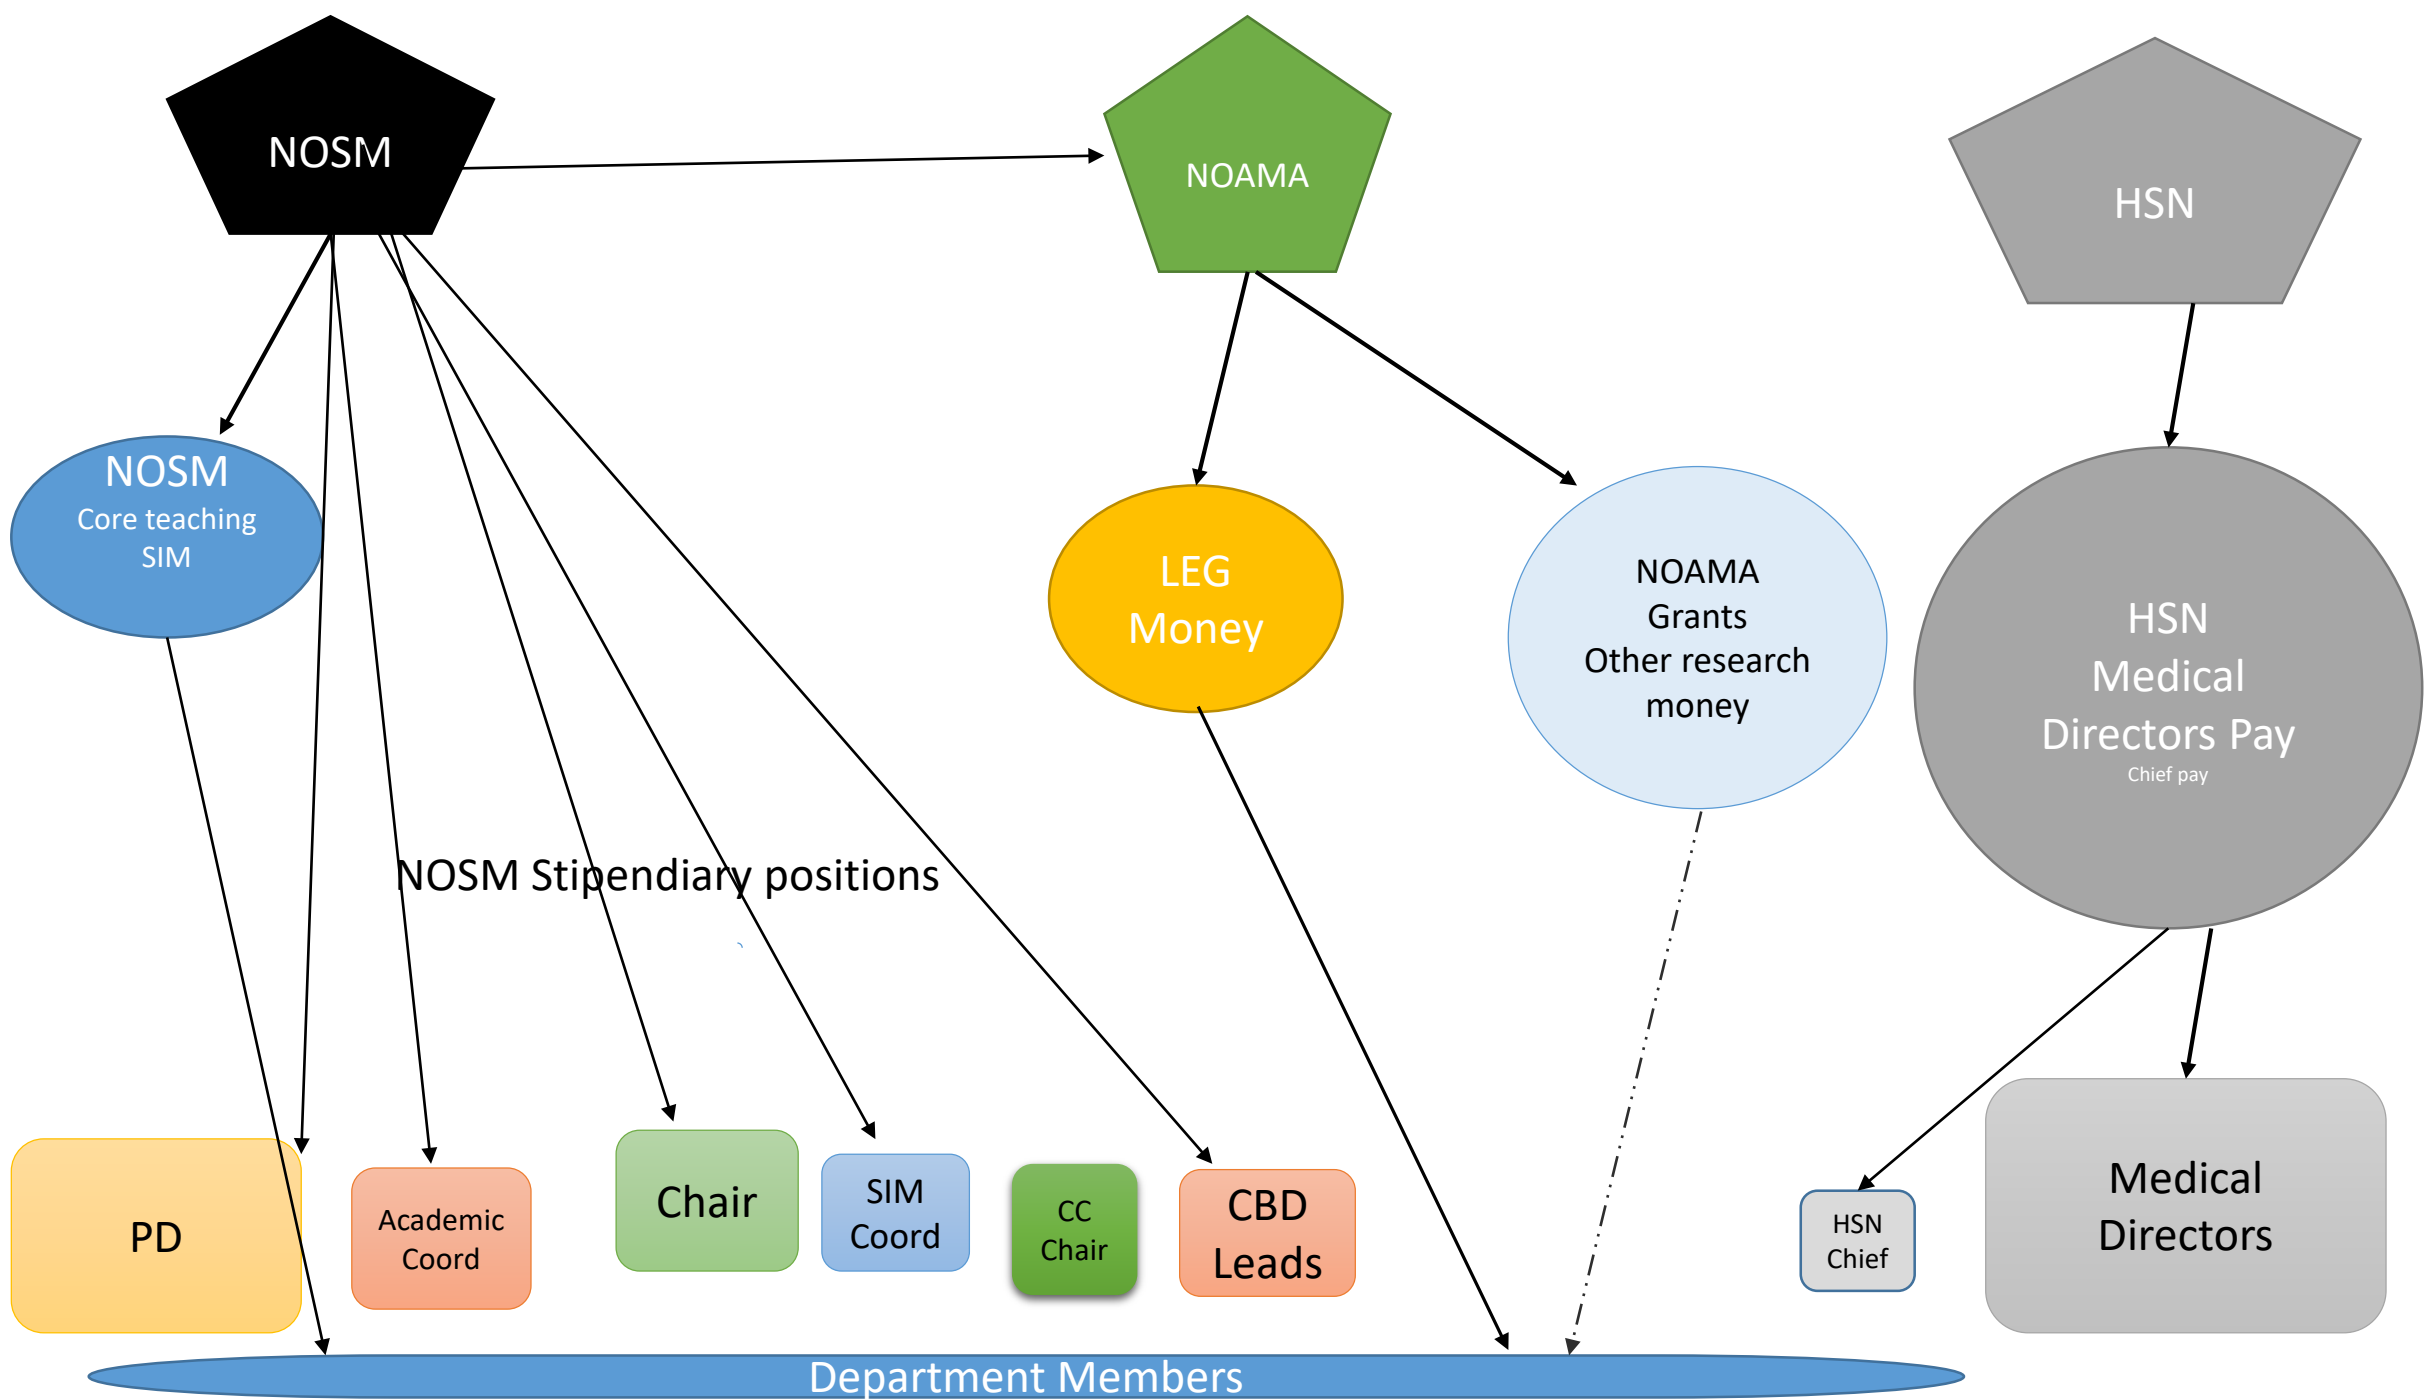 NOSM
NOAMA
HSN
NOSM
Core teaching
SIM
LEG
Money
NOAMA
Grants
Other research
money
HSN
Medical
Directors Pay
Chief pay
NOSM Stipendiary positions
PD
Academic
Coord
Chair
SIM
Coord
CC
Chair
CBD
Leads
HSN
Chief
Medical
Directors
Department Members